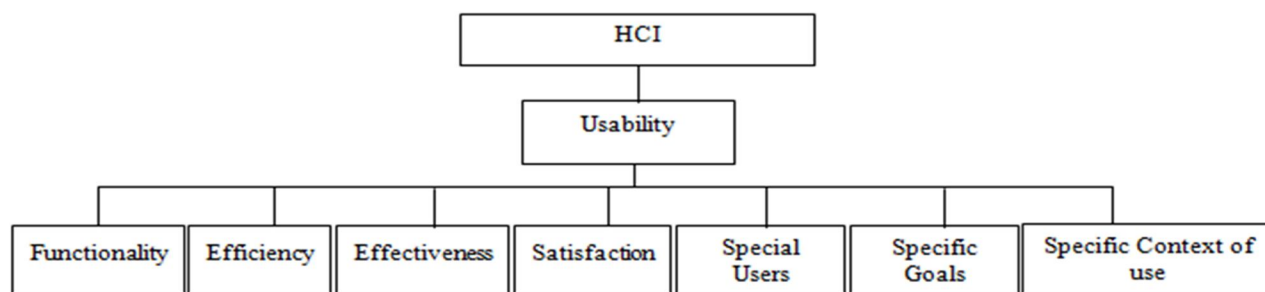 HCI
Usability
Functionality
Efficiency
Effectiveness
Satisfaction
Special
Users
Specific
Goals
Specific Context of
use